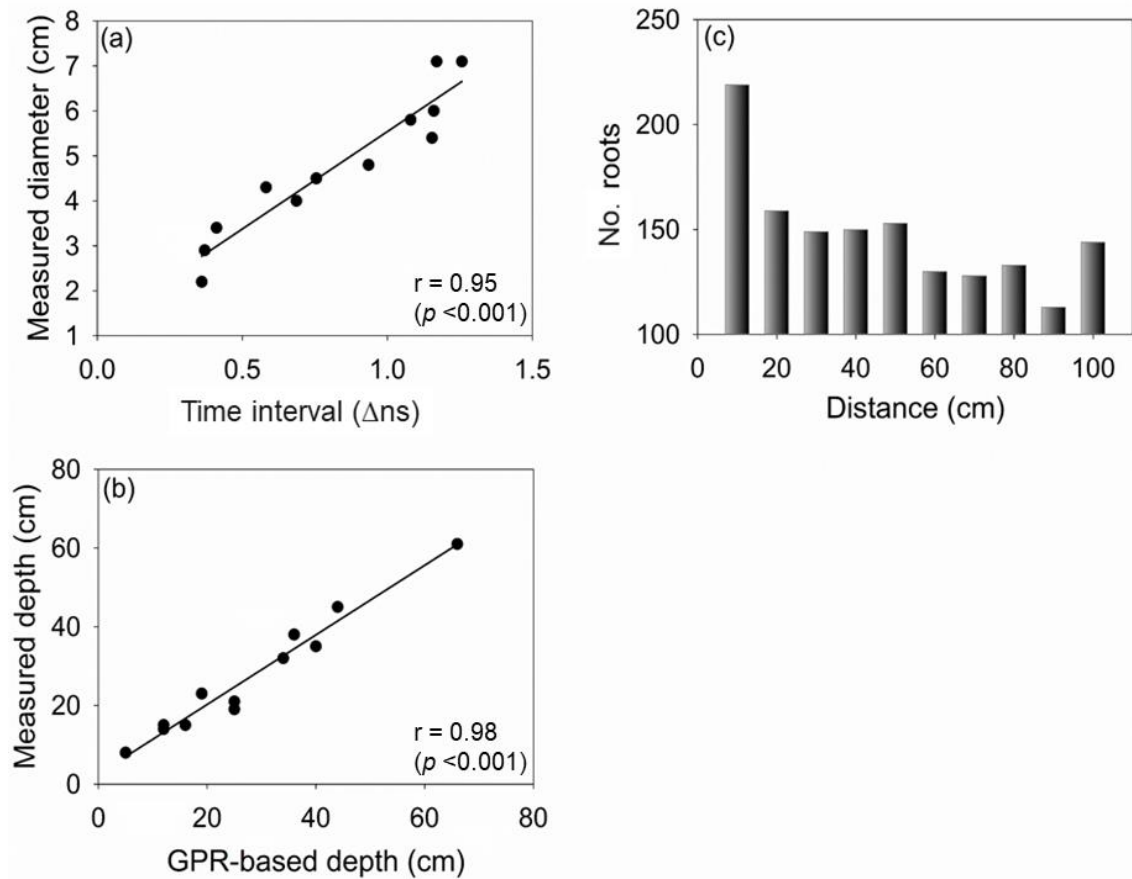 (a)
Measured diameter (cm)
8
7
6
5
4
3
2
1
r = 0.95
(p <0.001)
0.0 0.5 1.0 1.5
Time interval (Δns)
(c)
No. roots
250
200
150
100
0 20 40 60 80 100
Distance (cm)
(b)
Measured depth (cm)
80
60
40
20
0
r = 0.98
(p <0.001)
0 20 40 60 80
GPR-based depth (cm)